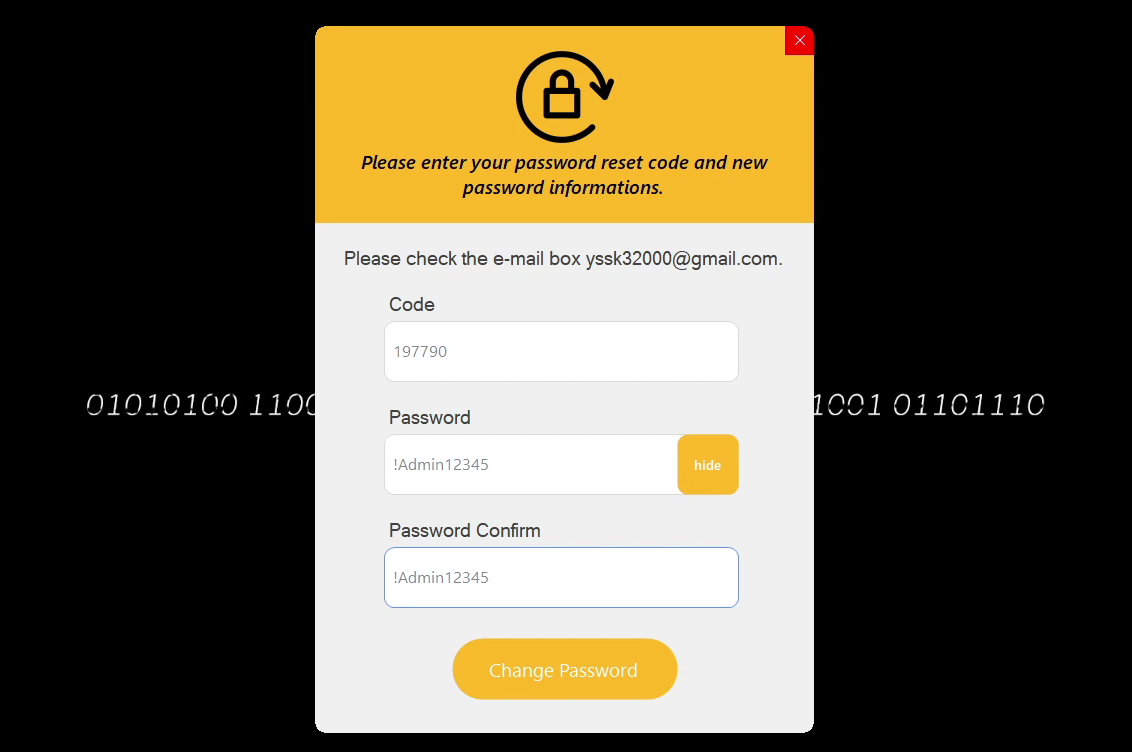 Please enter your password reset code and new
password informations.
Please check the e-mail box yssk32000@gmail.com.
Code
197790
01010100 1100
1001 01101110
Password
!Admin12345
hide
Password Confirm
!Admin12345
Change Password